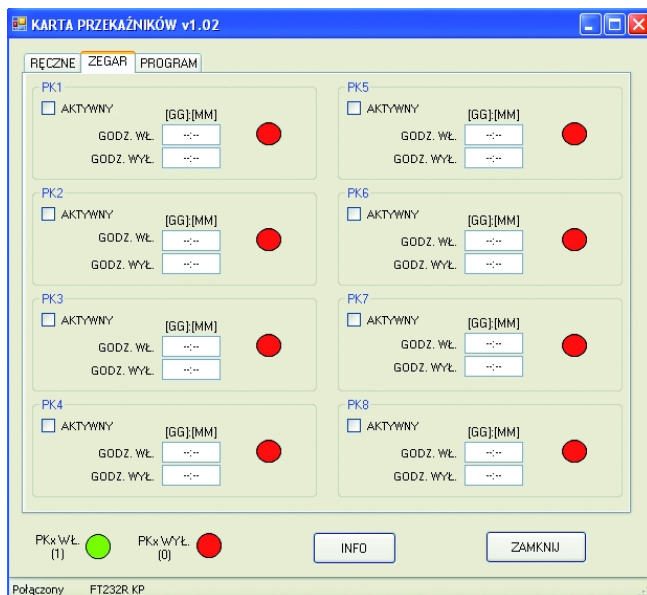 KARTA PRZEKAŹNIKÓW v1.02
RĘCZNE ZEGAR PROGRAM
PK1
AKTYWNY
[GG]:[MM]
GODZ. WŁ. --:--
GODZ. WYŁ. --:--
PK2
AKTYWNY
[GG]:[MM]
GODZ. WŁ. --:--
GODZ. WYŁ. --:--
PK3
AKTYWNY
[GG]:[MM]
GODZ. WŁ. --:--
GODZ. WYŁ. --:--
PK4
AKTYWNY
[GG]:[MM]
GODZ. WŁ. --:--
GODZ. WYŁ. --:--
PK5
AKTYWNY
[GG]:[MM]
GODZ. WŁ. --:--
GODZ. WYŁ. --:--
PK6
AKTYWNY
[GG]:[MM]
GODZ. WŁ. --:--
GODZ. WYŁ. --:--
PK7
AKTYWNY
[GG]:[MM]
GODZ. WŁ. --:--
GODZ. WYŁ. --:--
PK8
AKTYWNY
[GG]:[MM]
GODZ. WŁ. --:--
GODZ. WYŁ. --:--
PKx WŁ.
(1)
PKx WYŁ.
(0)
INFO
ZAMKNIJ
Połączony FT232R KP